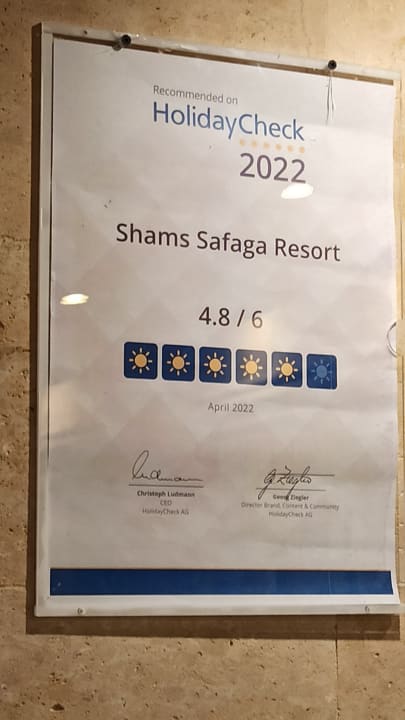 Recommended on
HolidayCheck
2022
Shams Safaga Resort
4.8 / 6
April 2022
Christoph Ludmann
CEO
HolidayCheck AG
Georg Ziegler
Director Brand, Content & Community
HolidayCheck AG